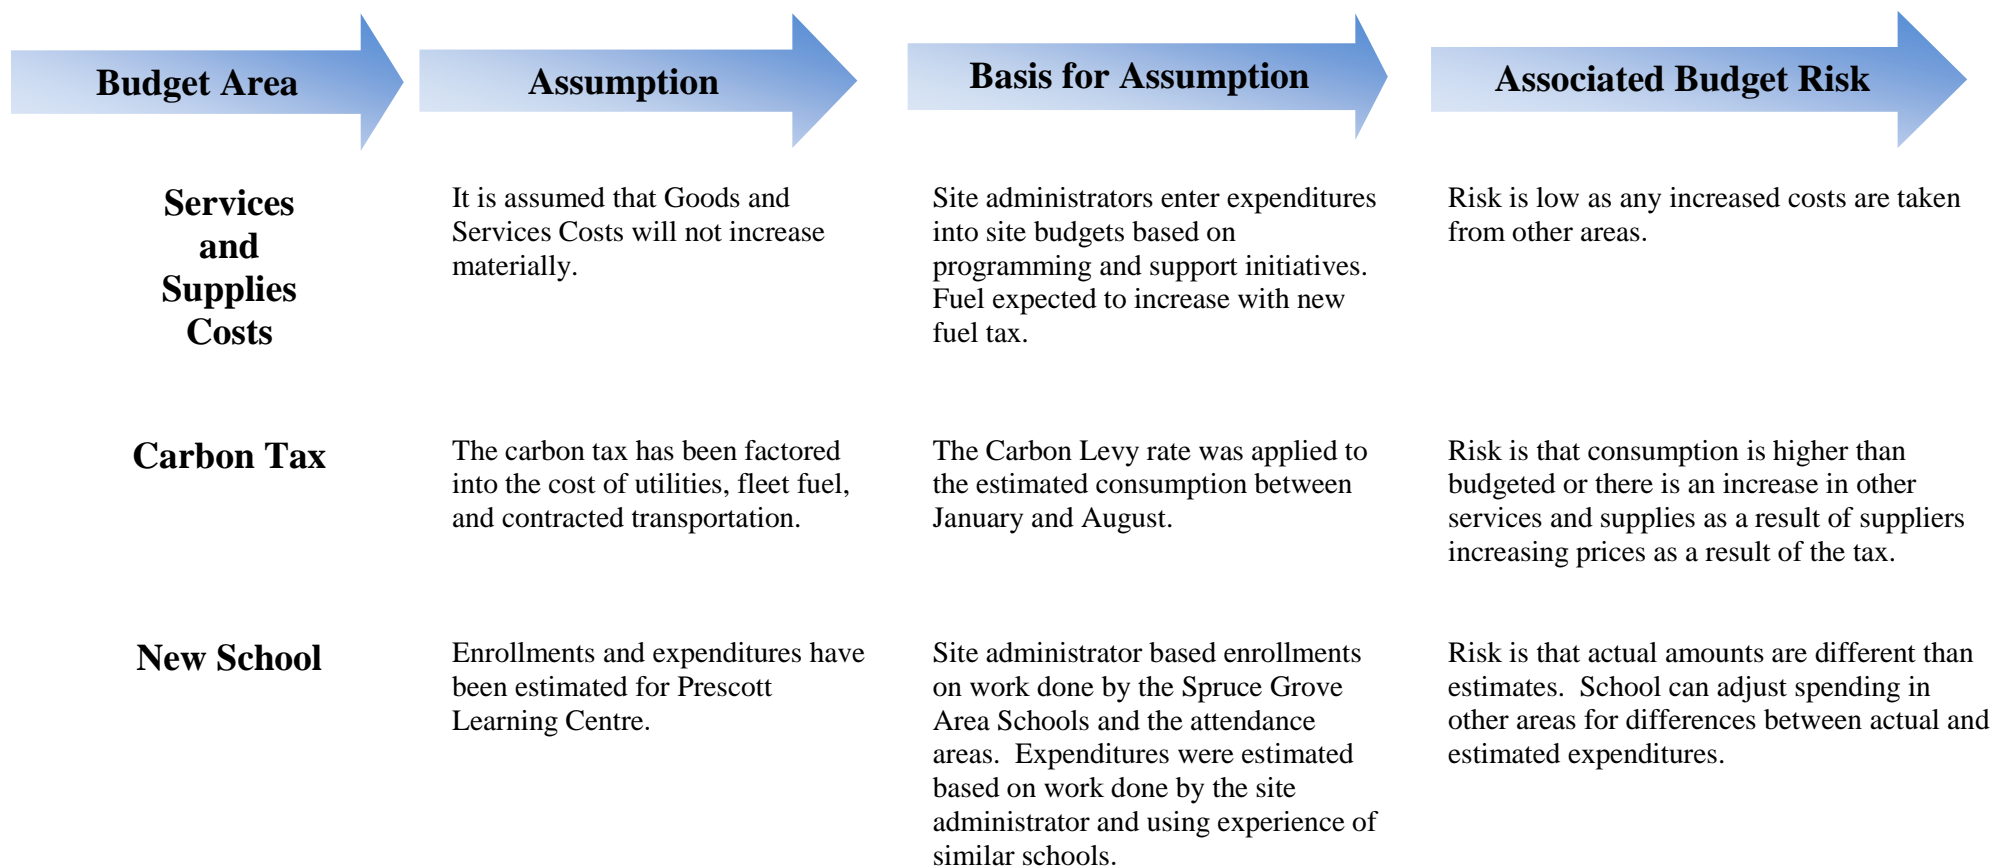 Budget Area
Assumption
Basis for Assumption
Associated Budget Risk
Services
and
Supplies
Costs
It is assumed that Goods and
Services Costs will not increase
materially.
Site administrators enter expenditures
into site budgets based on
programming and support initiatives.
Fuel expected to increase with new
fuel tax.
Risk is low as any increased costs are taken
from other areas.
Carbon Tax
The carbon tax has been factored
into the cost of utilities, fleet fuel,
and contracted transportation.
The Carbon Levy rate was applied to
the estimated consumption between
January and August.
Risk is that consumption is higher than
budgeted or there is an increase in other
services and supplies as a result of suppliers
increasing prices as a result of the tax.
New School
Enrollments and expenditures have
been estimated for Prescott
Learning Centre.
Site administrator based enrollments
on work done by the Spruce Grove
Area Schools and the attendance
areas.  Expenditures were estimated
based on work done by the site
administrator and using experience of
similar schools.
Risk is that actual amounts are different than
estimates.  School can adjust spending in
other areas for differences between actual and
estimated expenditures.